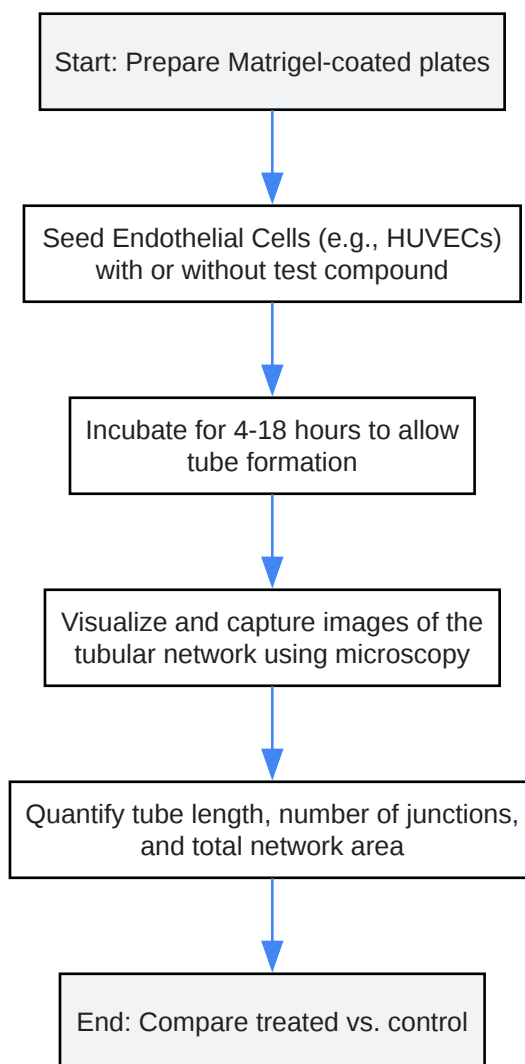 Start: Prepare Matrigel-coated plates
Seed Endothelial Cells (e.g., HUVECs)
with or without test compound
Incubate for 4-18 hours to allow
tube formation
Visualize and capture images of the
tubular network using microscopy
Quantify tube length, number of junctions,
and total network area
End: Compare treated vs. control